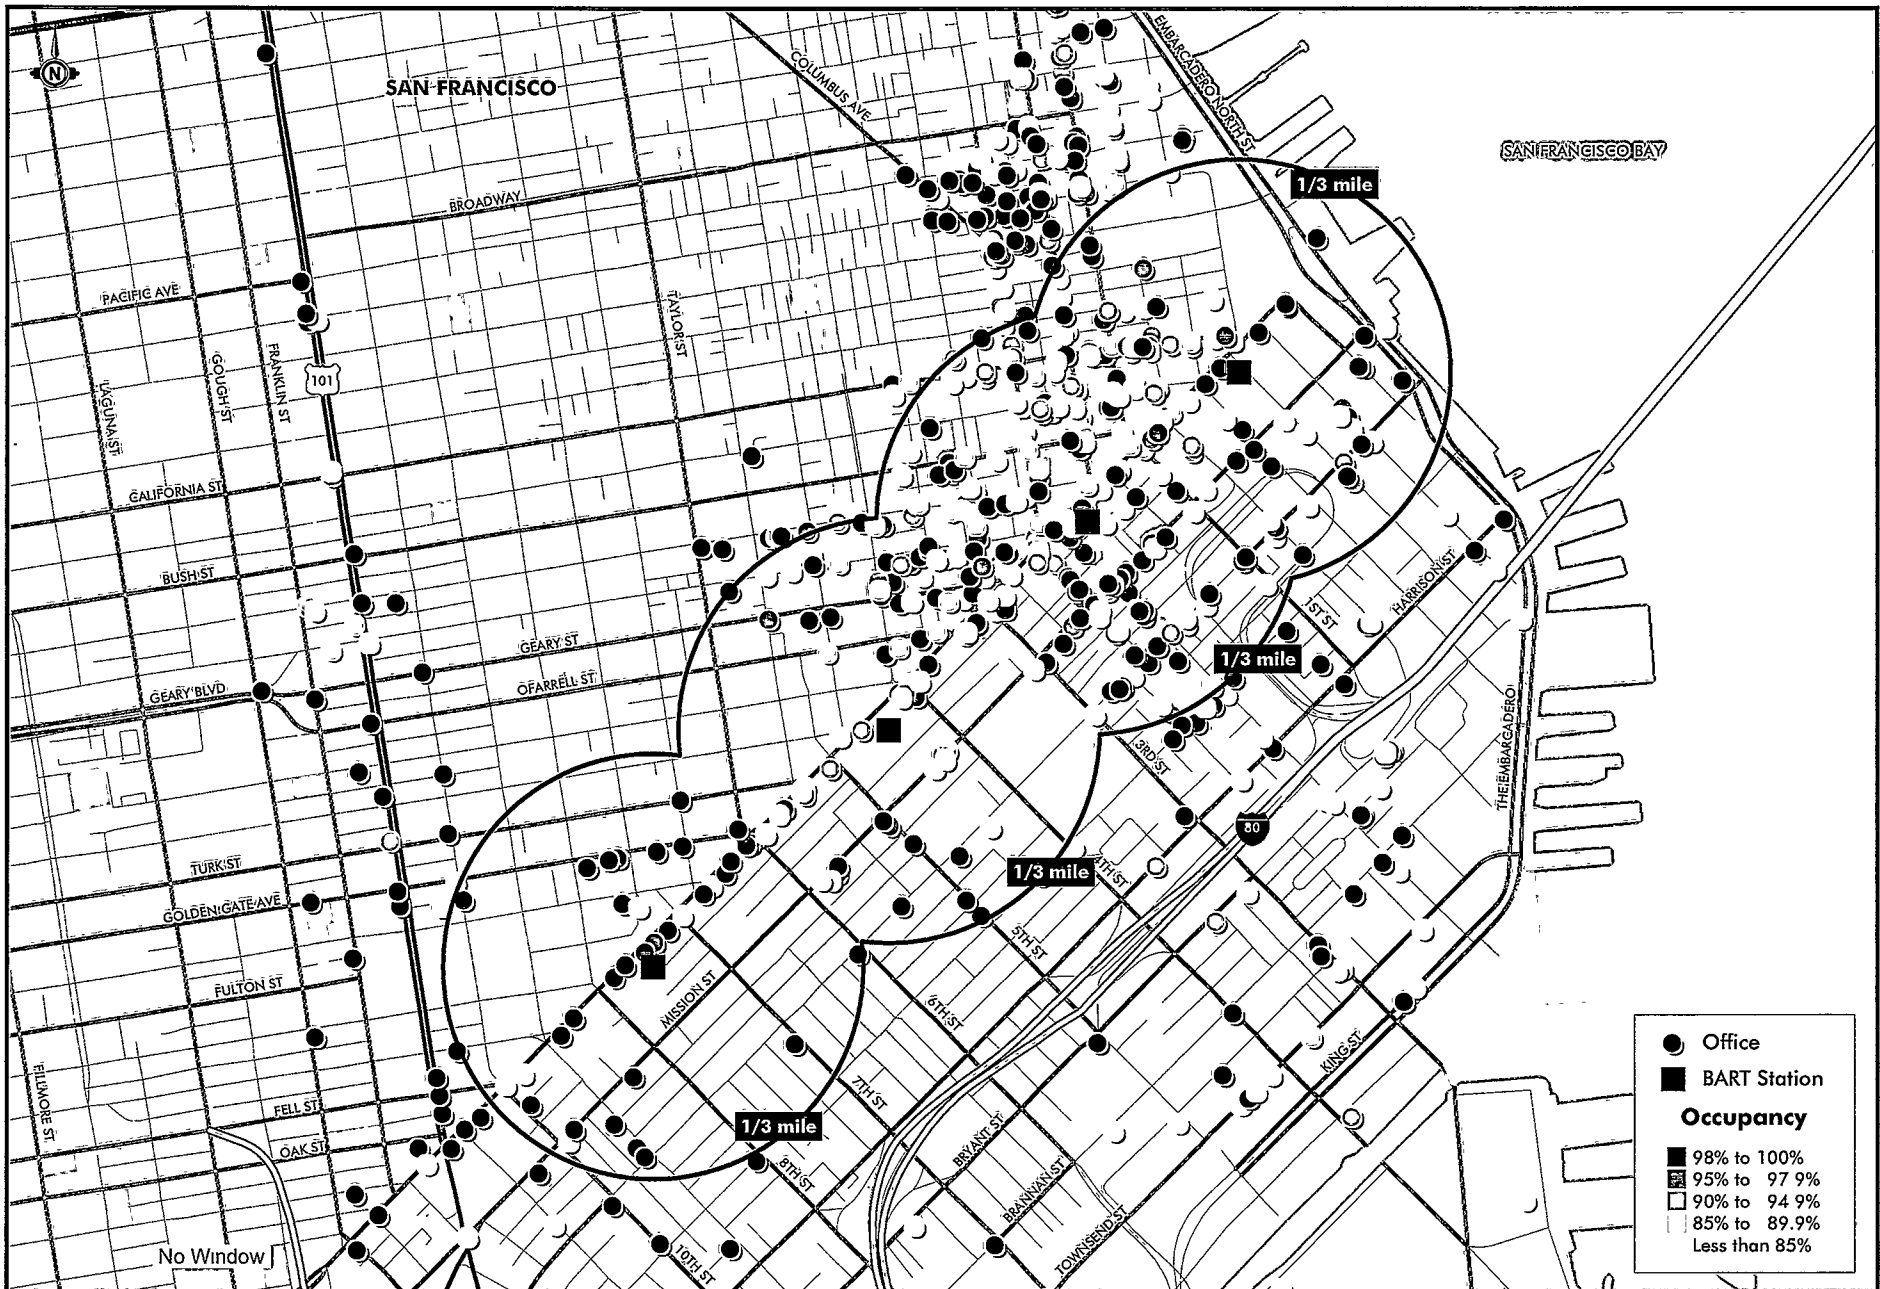 N
SAN FRANCISCO
COLUMBUS AVE
EMBARCADERO NORTH ST
SAN FRANCISCO BAY
1/3 mile
BROADWAY
PACIFIC AVE
TAYLOR ST
LAGUNA ST
GOUGH ST
FRANKLIN ST
101
CALIFORNIA ST
BUSH ST
HARRISON ST
1ST ST
GEARY ST
1/3 mile
OFARRELL ST
GEARY BLVD
THE EMBARCADERO
3RD ST
80
TURK ST
1/3 mile
4TH ST
GOLDEN GATE AVE
5TH ST
FULTON ST
MISSION ST
6TH ST
KING ST
FILLMORE ST
7TH ST
FELL ST
1/3 mile
OAK ST
BRYANT ST
8TH ST
BRANNAN ST
TOWNSEND ST
10TH ST
No Window
Office
BART Station
Occupancy
98% to 100%
95% to 97 9%
90% to 94 9%
85% to 89.9%
Less than 85%